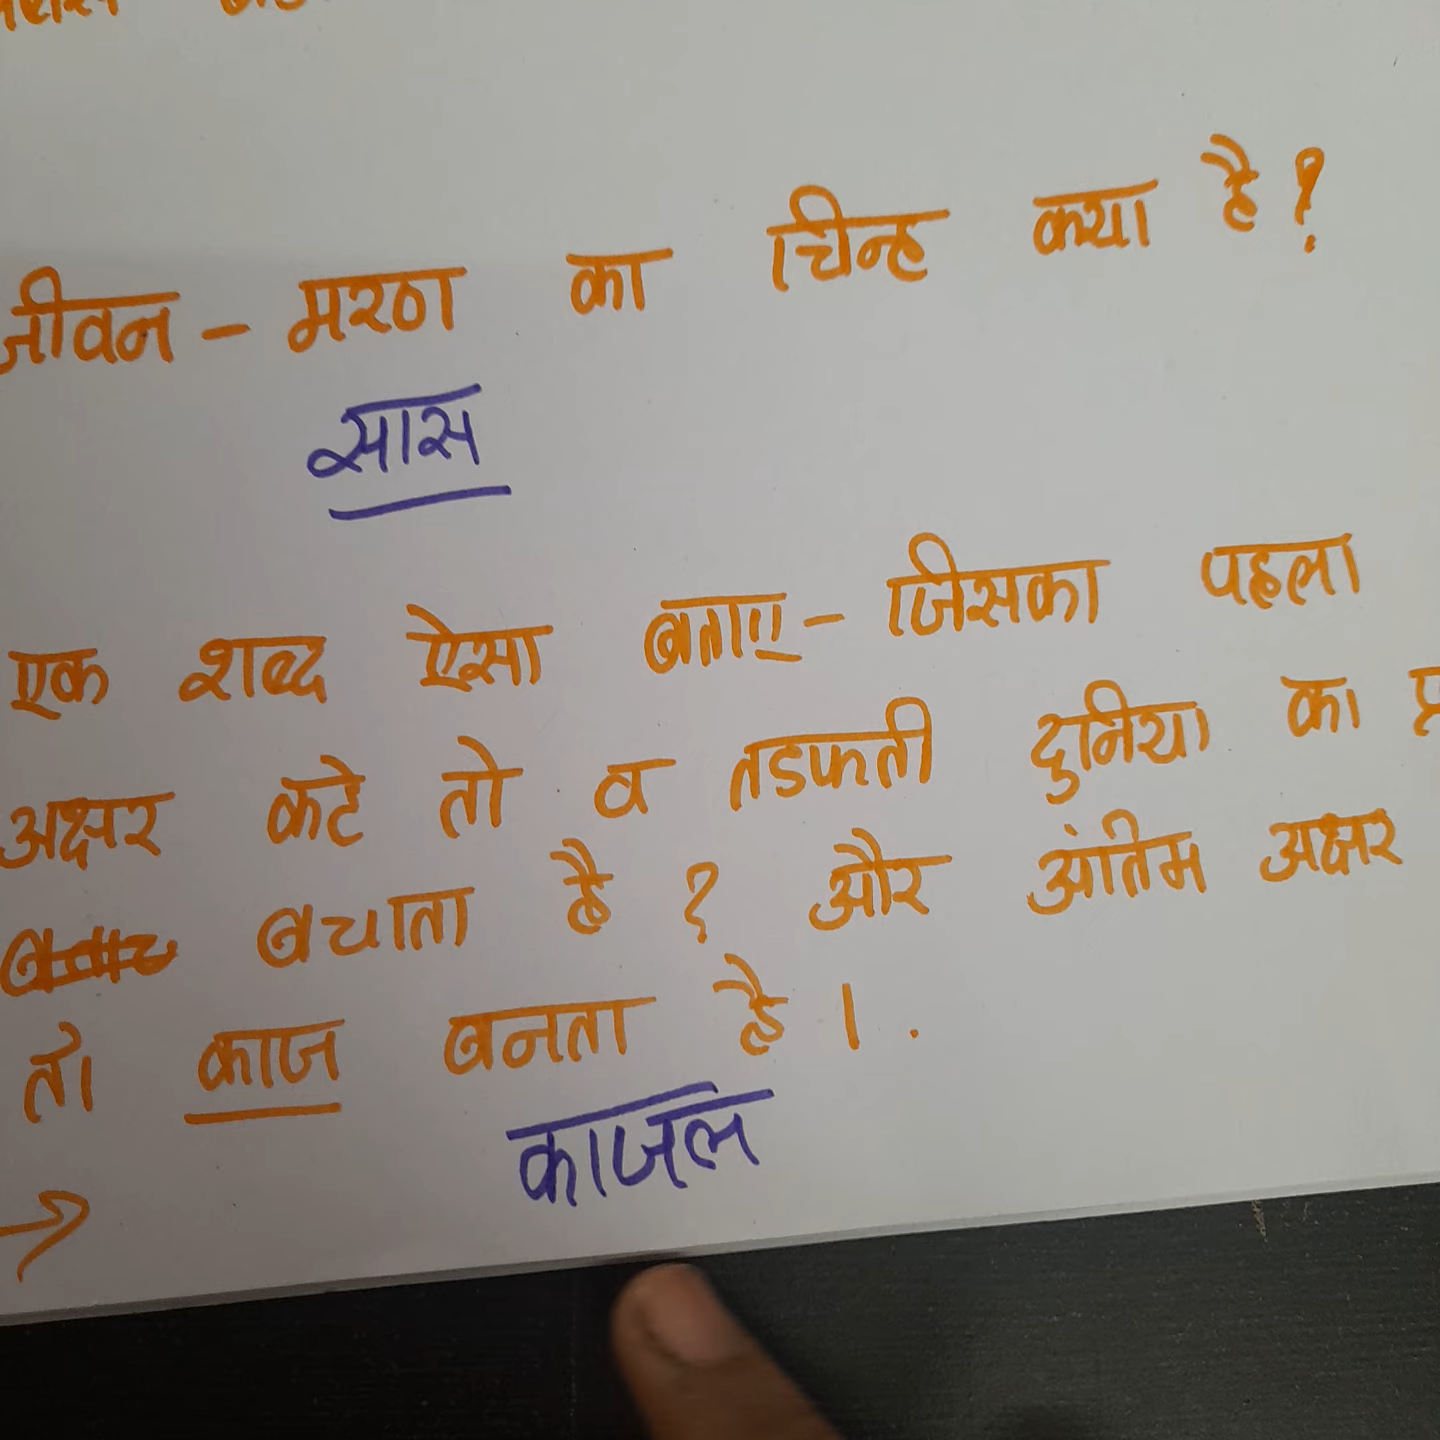 जीवन - मरण का चिन्ह क्या है?
सास
एक शब्द ऐसा बताए - जिसका पहला
अक्षर कटे तो व तडफती दुनिया का
बचाता है? और अंतिम अक्षर
तो काज बनता है ।.
काजल
→